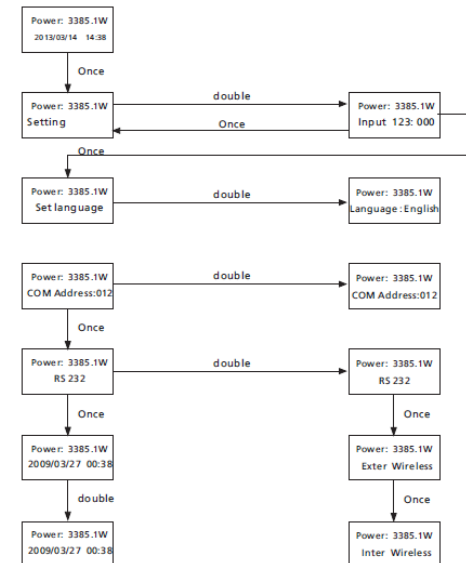 Power: 3385.1W
2013/03/14 14:38
Once
Power: 3385.1W
Setting
double
Once
Power: 3385.1W
Input 123: 000
Once
Power: 3385.1W
Set language
double
Power: 3385.1W
Language: English
Power: 3385.1W
COM Address:012
double
Power: 3385.1W
COM Address:012
Once
Power: 3385.1W
RS 232
double
Power: 3385.1W
RS 232
Once
Once
Power: 3385.1W
2009/03/27 00:38
Power: 3385.1W
Exter Wireless
double
Once
Power: 3385.1W
2009/03/27 00:38
Power: 3385.1W
Inter Wireless